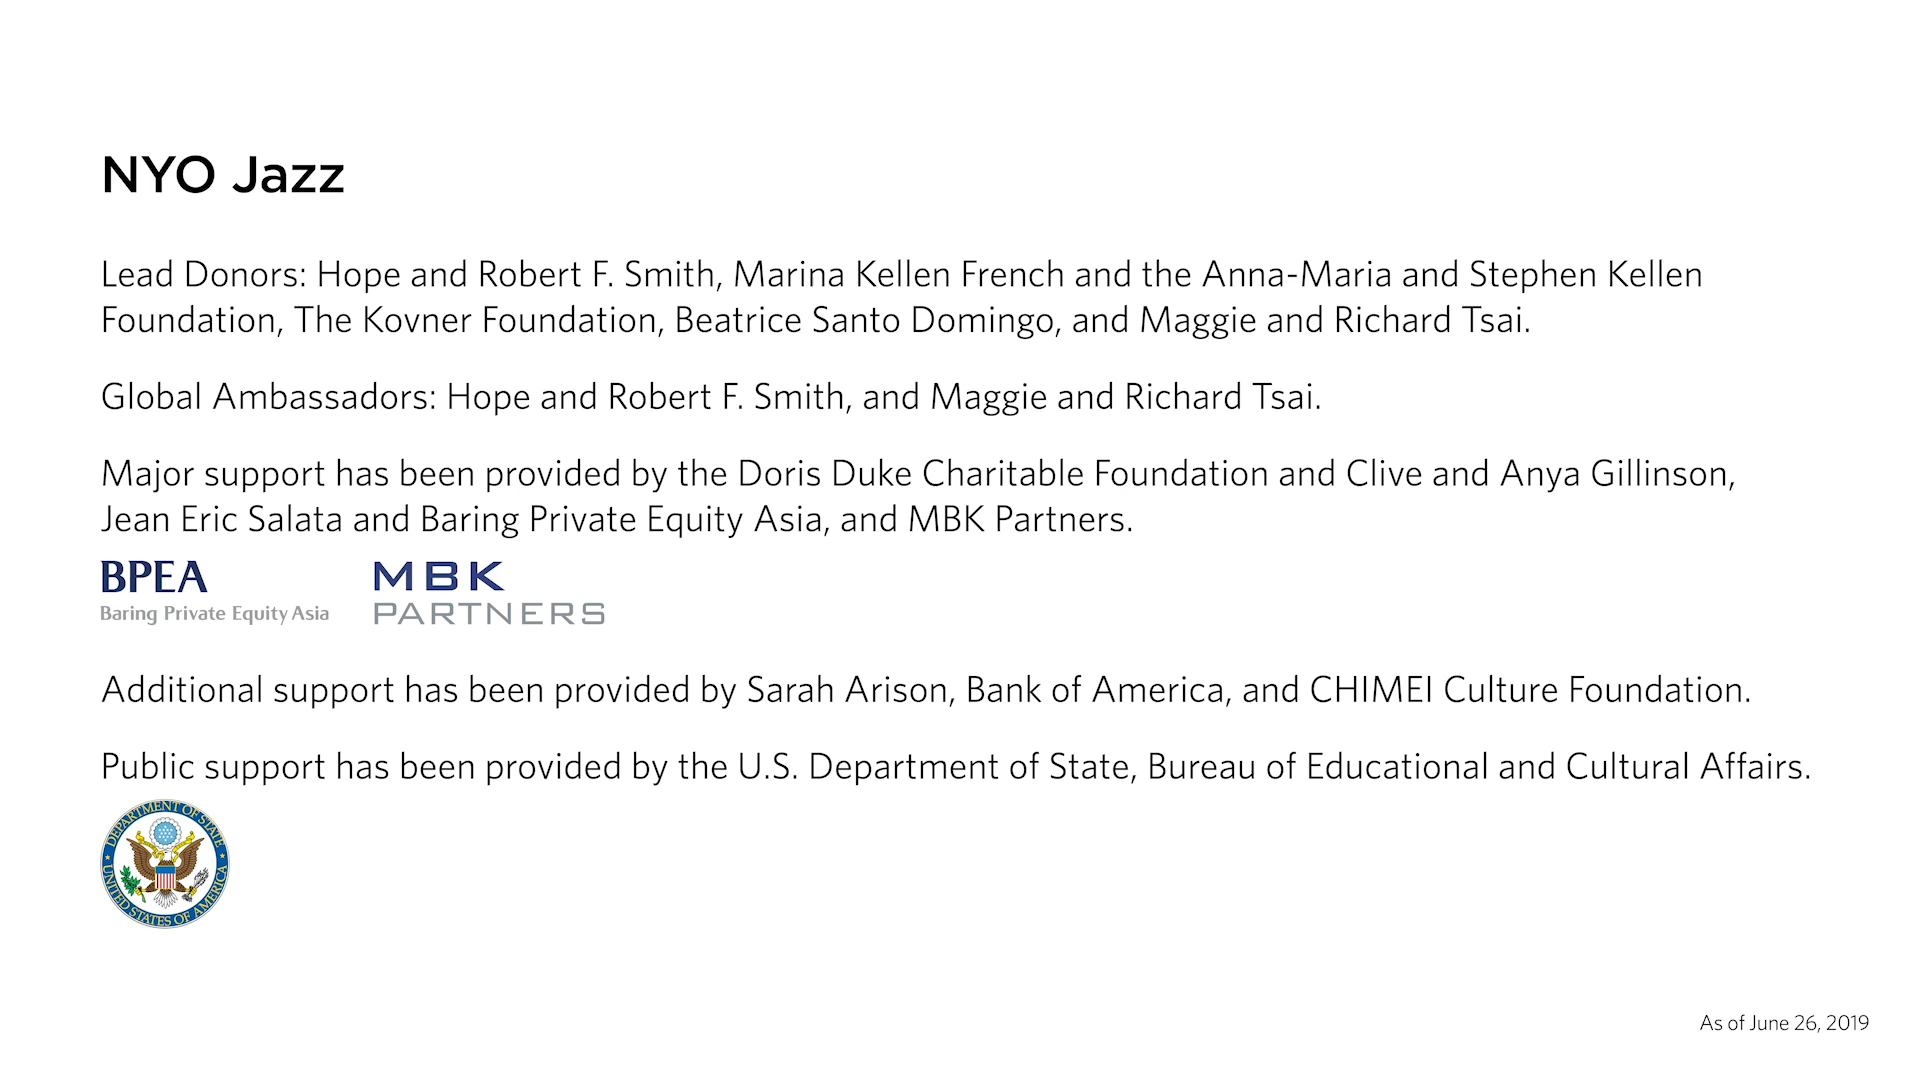 NYO Jazz
Lead Donors: Hope and Robert F. Smith, Marina Kellen French and the Anna-Maria and Stephen Kellen
Foundation, The Kovner Foundation, Beatrice Santo Domingo, and Maggie and Richard Tsai.
Global Ambassadors: Hope and Robert F. Smith, and Maggie and Richard Tsai.
Major support has been provided by the Doris Duke Charitable Foundation and Clive and Anya Gillinson,
Jean Eric Salata and Baring Private Equity Asia, and MBK Partners.
BPEA
Baring Private Equity Asia
MBK
PARTNERS
Additional support has been provided by Sarah Arison, Bank of America, and CHIMEI Culture Foundation.
Public support has been provided by the U.S. Department of State, Bureau of Educational and Cultural Affairs.
DEPARTMENT OF STATE
UNITED STATES OF AMERICA
As of June 26, 2019